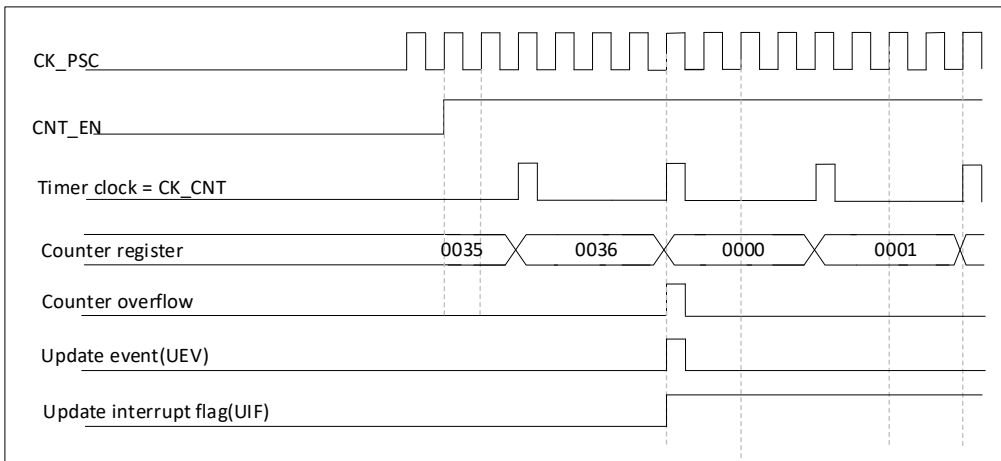 CK_PSC
CNT_EN
Timer clock = CK_CNT
Counter register 0035 0036 0000 0001
Counter overflow
Update event(UEV)
Update interrupt flag(UIF)